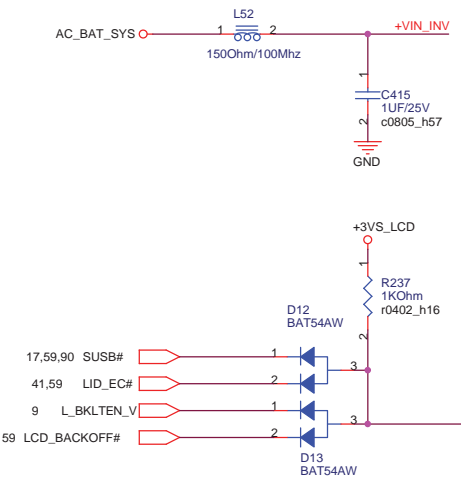 L52
AC_BAT_SYS 1 2 +VIN_INV
150Ohm/100Mhz
1
C415
1UF/25V
2 c0805_h57
GND
+3VS_LCD
1
R237
1KOhm
r0402_h16
2
D12
BAT54AW
17,59,90 SUSB# 1
3
41,59 LID_EC# 2
9 L_BKLTEN_V 1
3
59 LCD_BACKOFF# 2
D13
BAT54AW